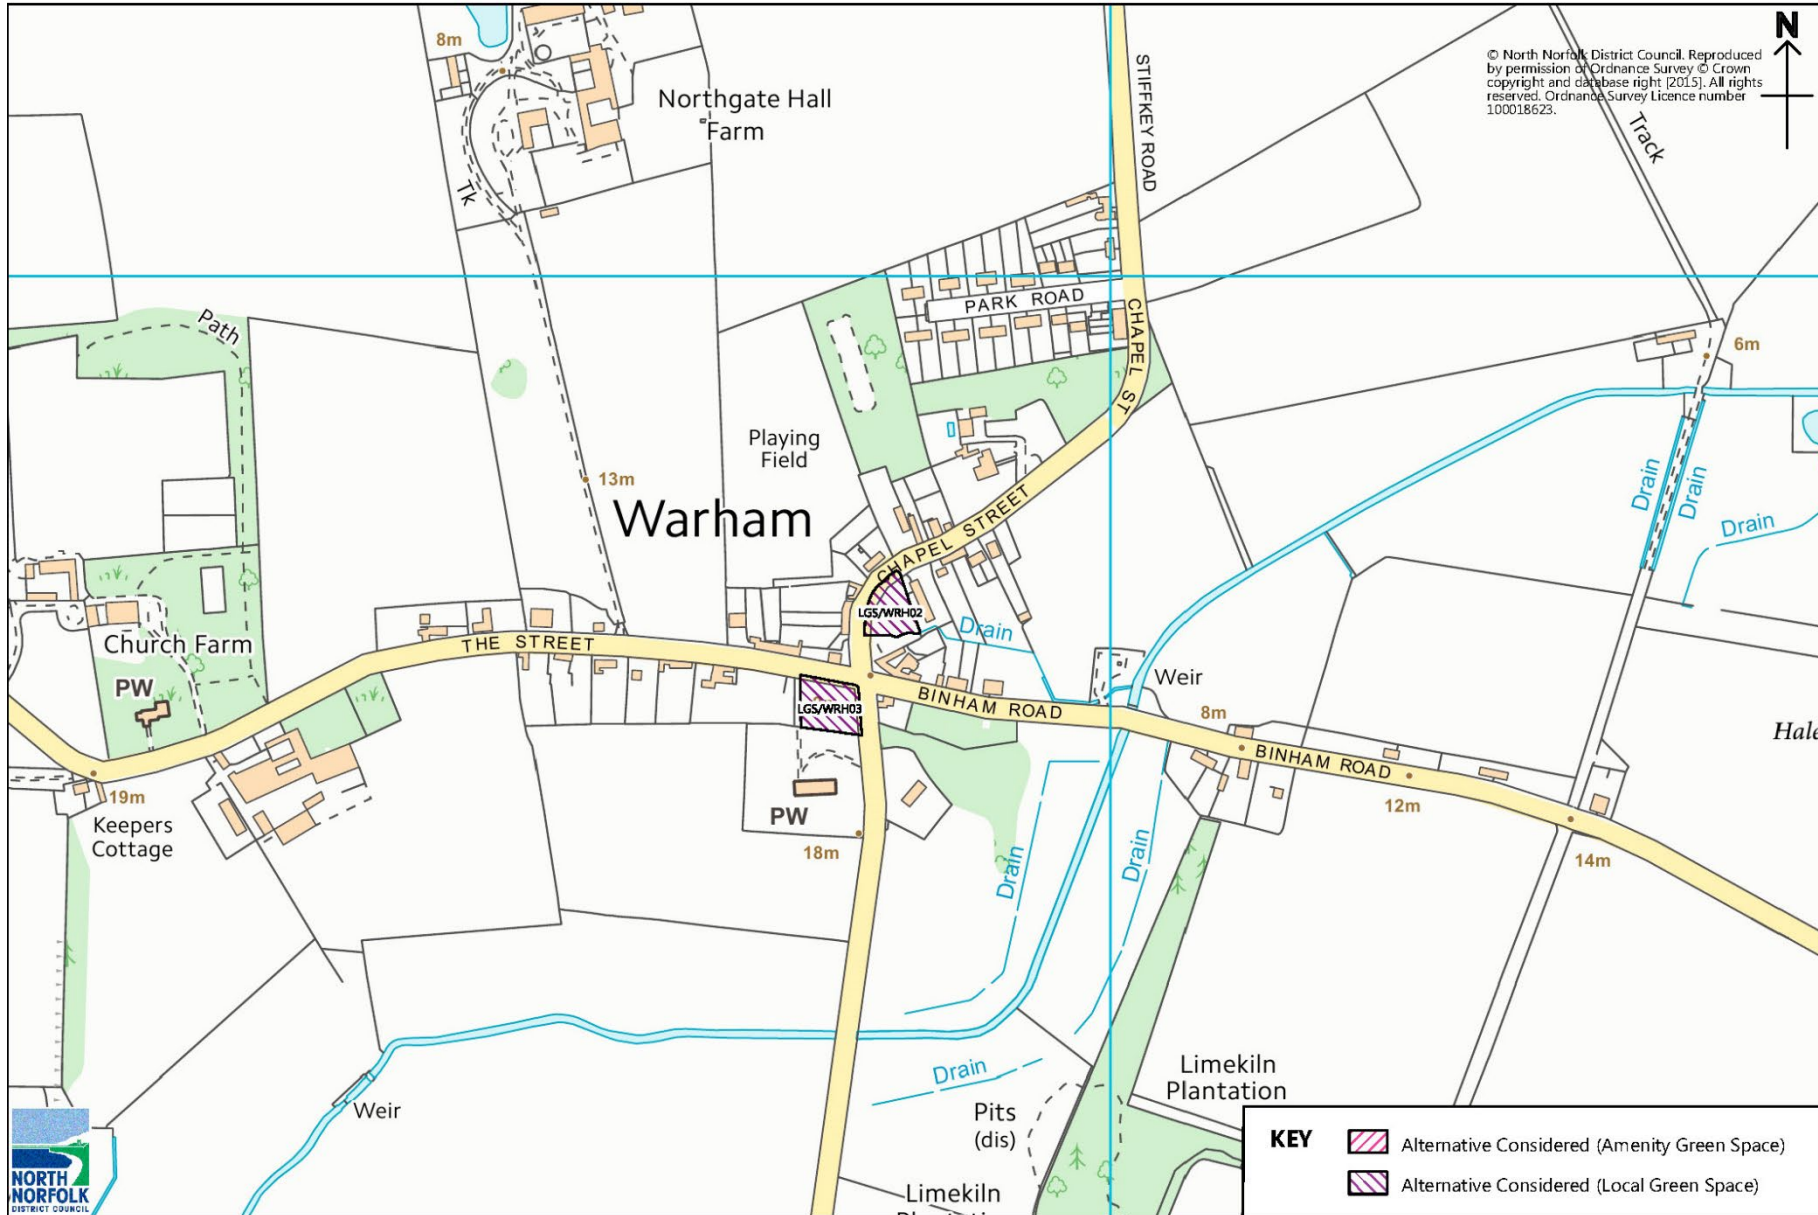 8m
Northgate Hall
Farm
Tk
STIFFKEY ROAD
© North Norfolk District Council. Reproduced
by permission of Ordnance Survey © Crown
copyright and database right [2015]. All rights
reserved. Ordnance Survey Licence number
100018623.
N
Track
Path
PARK ROAD
CHAPEL ST
6m
Playing
Field
13m
Warham
CHAPEL STREET
Drain
Drain
Drain
LGS/WRH02
Drain
Church Farm
PW
THE STREET
LGS/WRH03
BINHAM ROAD
Weir
8m
BINHAM ROAD
Hale
19m
Keepers
Cottage
PW
18m
12m
14m
Drain
Drain
Weir
Drain
Pits
(dis)
Limekiln
Plantation
Limekiln
Plantation
NORTH
NORFOLK
DISTRICT COUNCIL
KEY
Alternative Considered (Amenity Green Space)
Alternative Considered (Local Green Space)